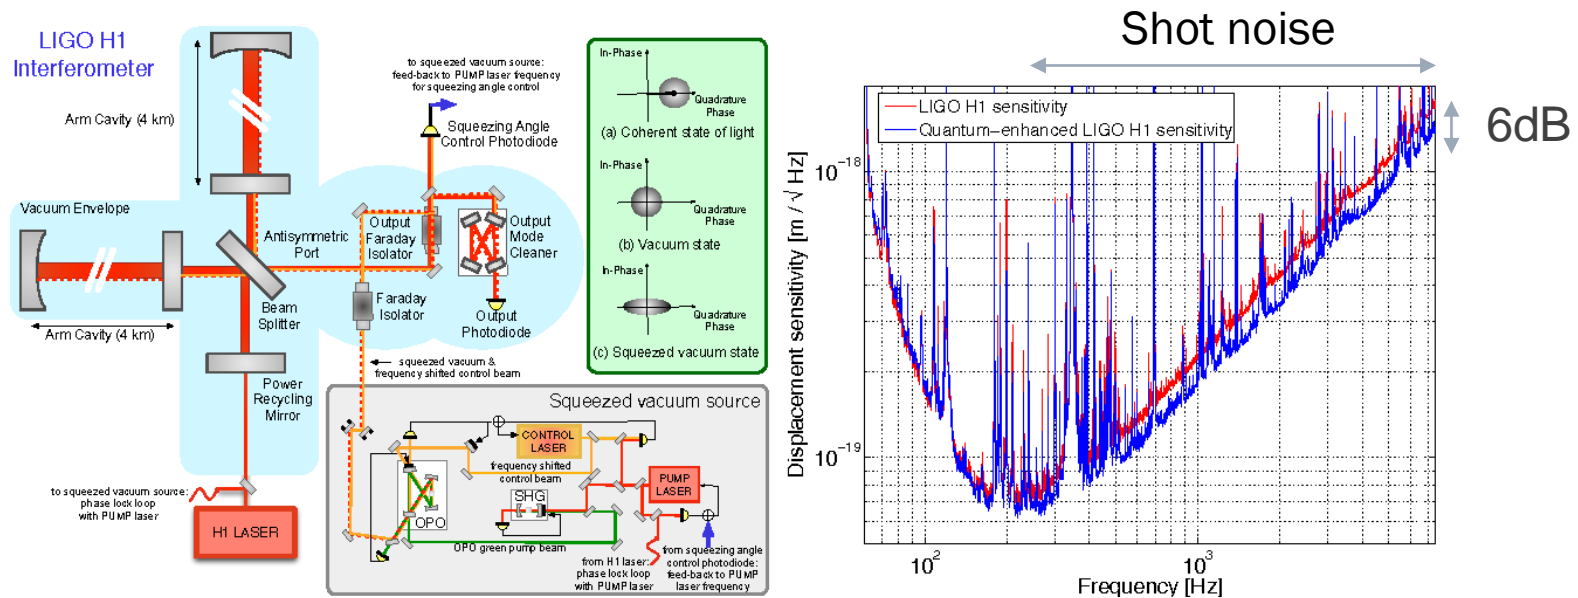 LIGO H1
Interferometer
Arm Cavity (4 km)
Vacuum Envelope
Antisymmetric
Port
Beam
Splitter
Arm Cavity (4 km)
Power
Recycling
Mirror
to squeezed vacuum source:
phase lock loop
with PUMP laser
H1 LASER
to squeezed vacuum source:
feed-back to PUMP laser frequency
for squeezing angle control
Squeezing Angle
Control Photodiode
Output
Faraday
Isolator
Output
Mode
Cleaner
Faraday
Isolator
Output
Photodiode
squeezed vacuum &
frequency shifted control beam
In-Phase
Quadrature
Phase
(a) Coherent state of light
In-Phase
Quadrature
Phase
(b) Vacuum state
In-Phase
Quadrature
Phase
(c) Squeezed vacuum state
Squeezed vacuum source
CONTROL
LASER
frequency shifted
control beam
PUMP
LASER
SHG
OPO
OPO green pump beam
from H1 laser:
phase lock loop
with PUMP laser
from squeezing angle
control photodiode:
feed-back to PUMP
laser frequency
Shot noise
LIGO H1 sensitivity
Quantum−enhanced LIGO H1 sensitivity
6dB
Displacement sensitivity [m / √ Hz]
10⁻¹⁸
10⁻¹⁹
10²
10³
Frequency [Hz]